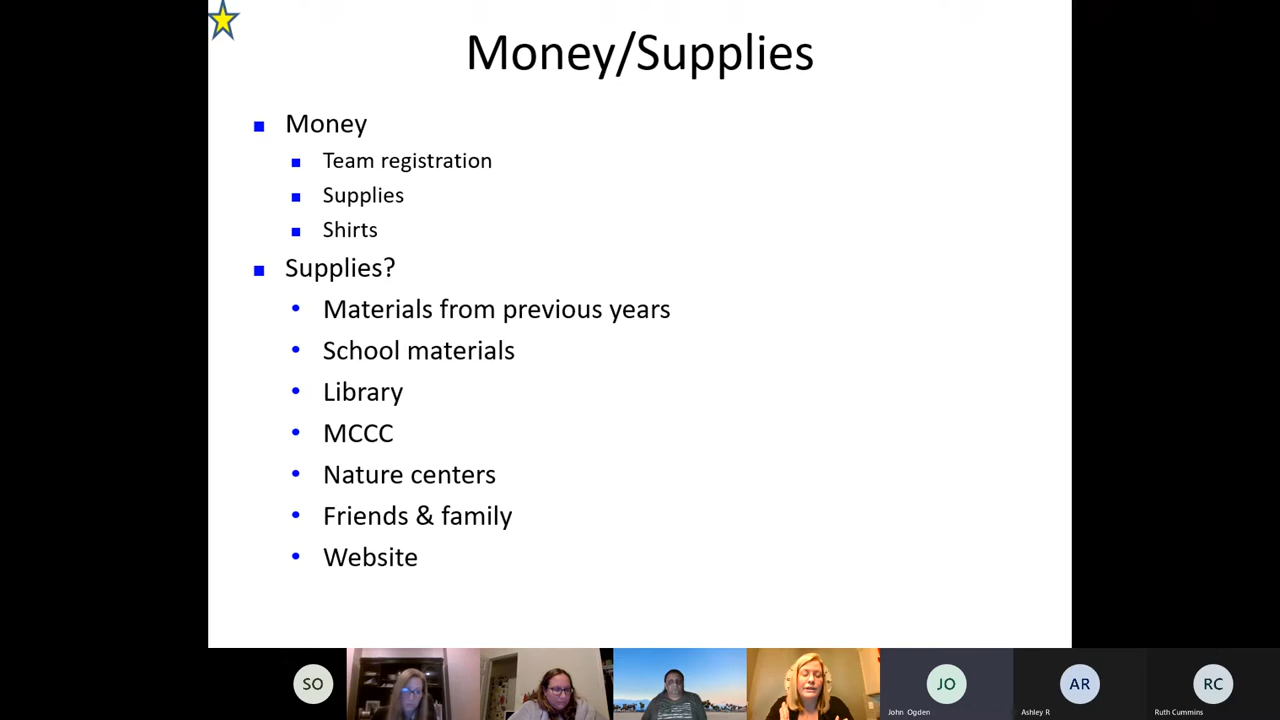 Money/Supplies
Money
Team registration
Supplies
Shirts
Supplies?
Materials from previous years
School materials
Library
MCCC
Nature centers
Friends & family
Website
SO
JO
AR
RC
John Ogden
Ashley R
Ruth Cummins